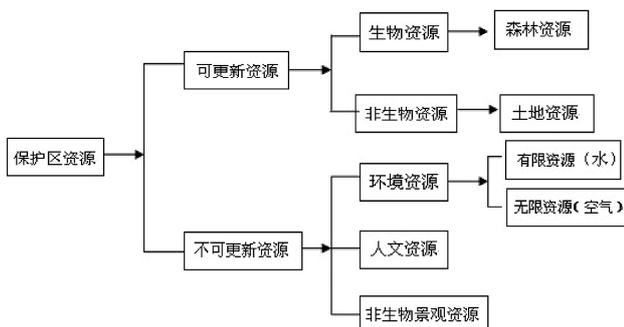 生物资源
森林资源
可更新资源
非生物资源
土地资源
保护区资源
有限资源（水）
环境资源
无限资源(空气)
不可更新资源
人文资源
非生物景观资源